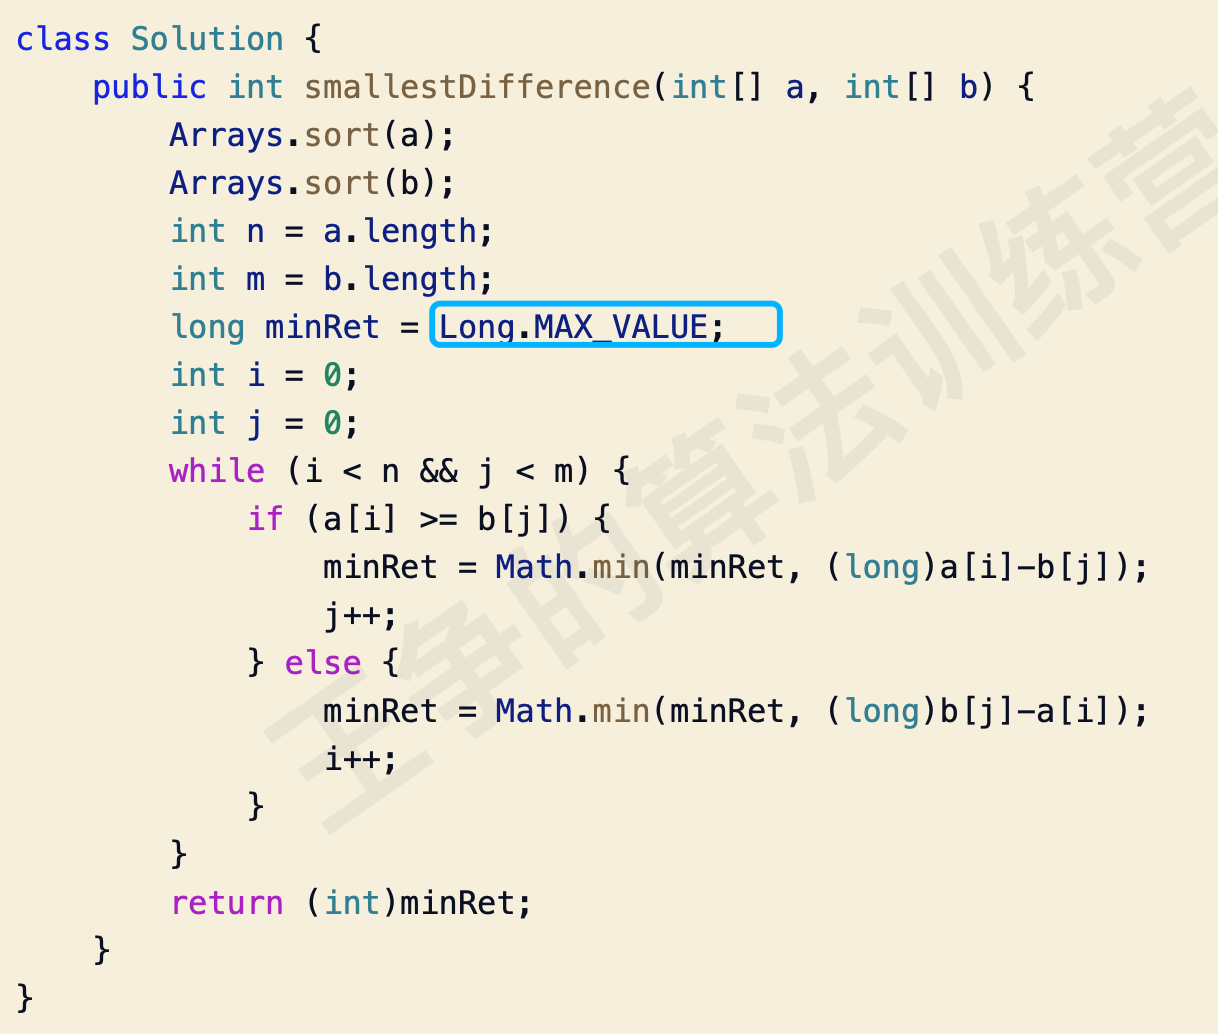 class Solution {
    public int smallestDifference(int[] a, int[] b) {
        Arrays.sort(a);
        Arrays.sort(b);
        int n = a.length;
        int m = b.length;
        long minRet = Long.MAX_VALUE;
        int i = 0;
        int j = 0;
        while (i < n && j < m) {
            if (a[i] >= b[j]) {
                minRet = Math.min(minRet, (long)a[i]-b[j]);
                j++;
            } else {
                minRet = Math.min(minRet, (long)b[j]-a[i]);
                i++;
            }
        }
        return (int)minRet;
    }
}
王争的算法训练营